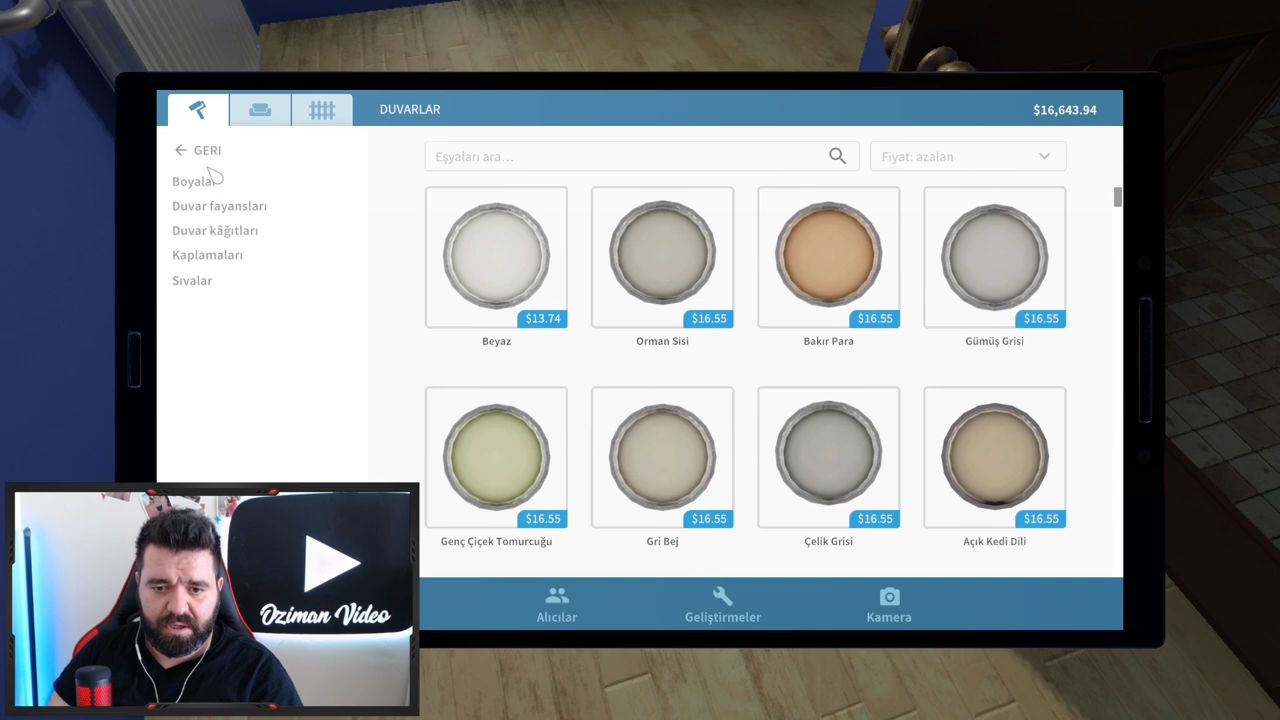 DUVARLAR
$16,643.94
GERI
Boyalar
Duvar fayansları
Duvar kâğıtları
Kaplamaları
Sıvalar
Eşyaları ara...
Fiyat: azalan
$13.74
$16.55
$16.55
$16.55
Beyaz
Orman Sisi
Bakır Para
Gümüş Grisi
$16.55
$16.55
$16.55
$16.55
Genç Çiçek Tomurcuğu
Gri Bej
Çelik Grisi
Açık Kedi Dili
Alıcılar
Geliştirmeler
Kamera
Oziman Video